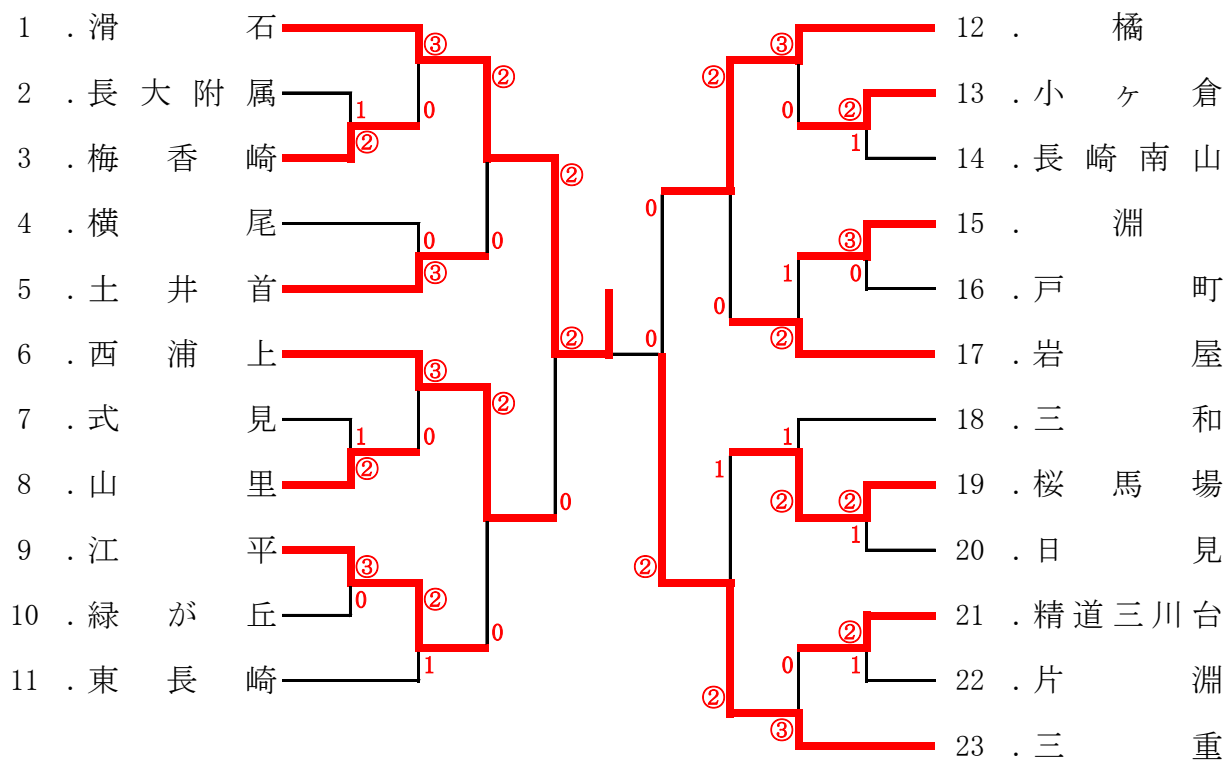 1 .滑石
③
②
2 .長大附属
1
0
3 .梅香崎
②
②
4 .横尾
0
0
5 .土井首
③
②
6 .西浦上
③
②
7 .式見
1
0
8 .山里
②
0
9 .江平
③
②
10 .緑が丘
0
0
11 .東長崎
1
12 .橘
③
②
13 .小ヶ倉
②
0
14 .長崎南山
1
0
15 .淵
③
1
16 .戸町
0
0
17 .岩屋
②
0
18 .三和
1
1
19 .桜馬場
②
②
20 .日見
1
②
21 .精道三川台
②
22 .片淵
1
0
②
23 .三重
③